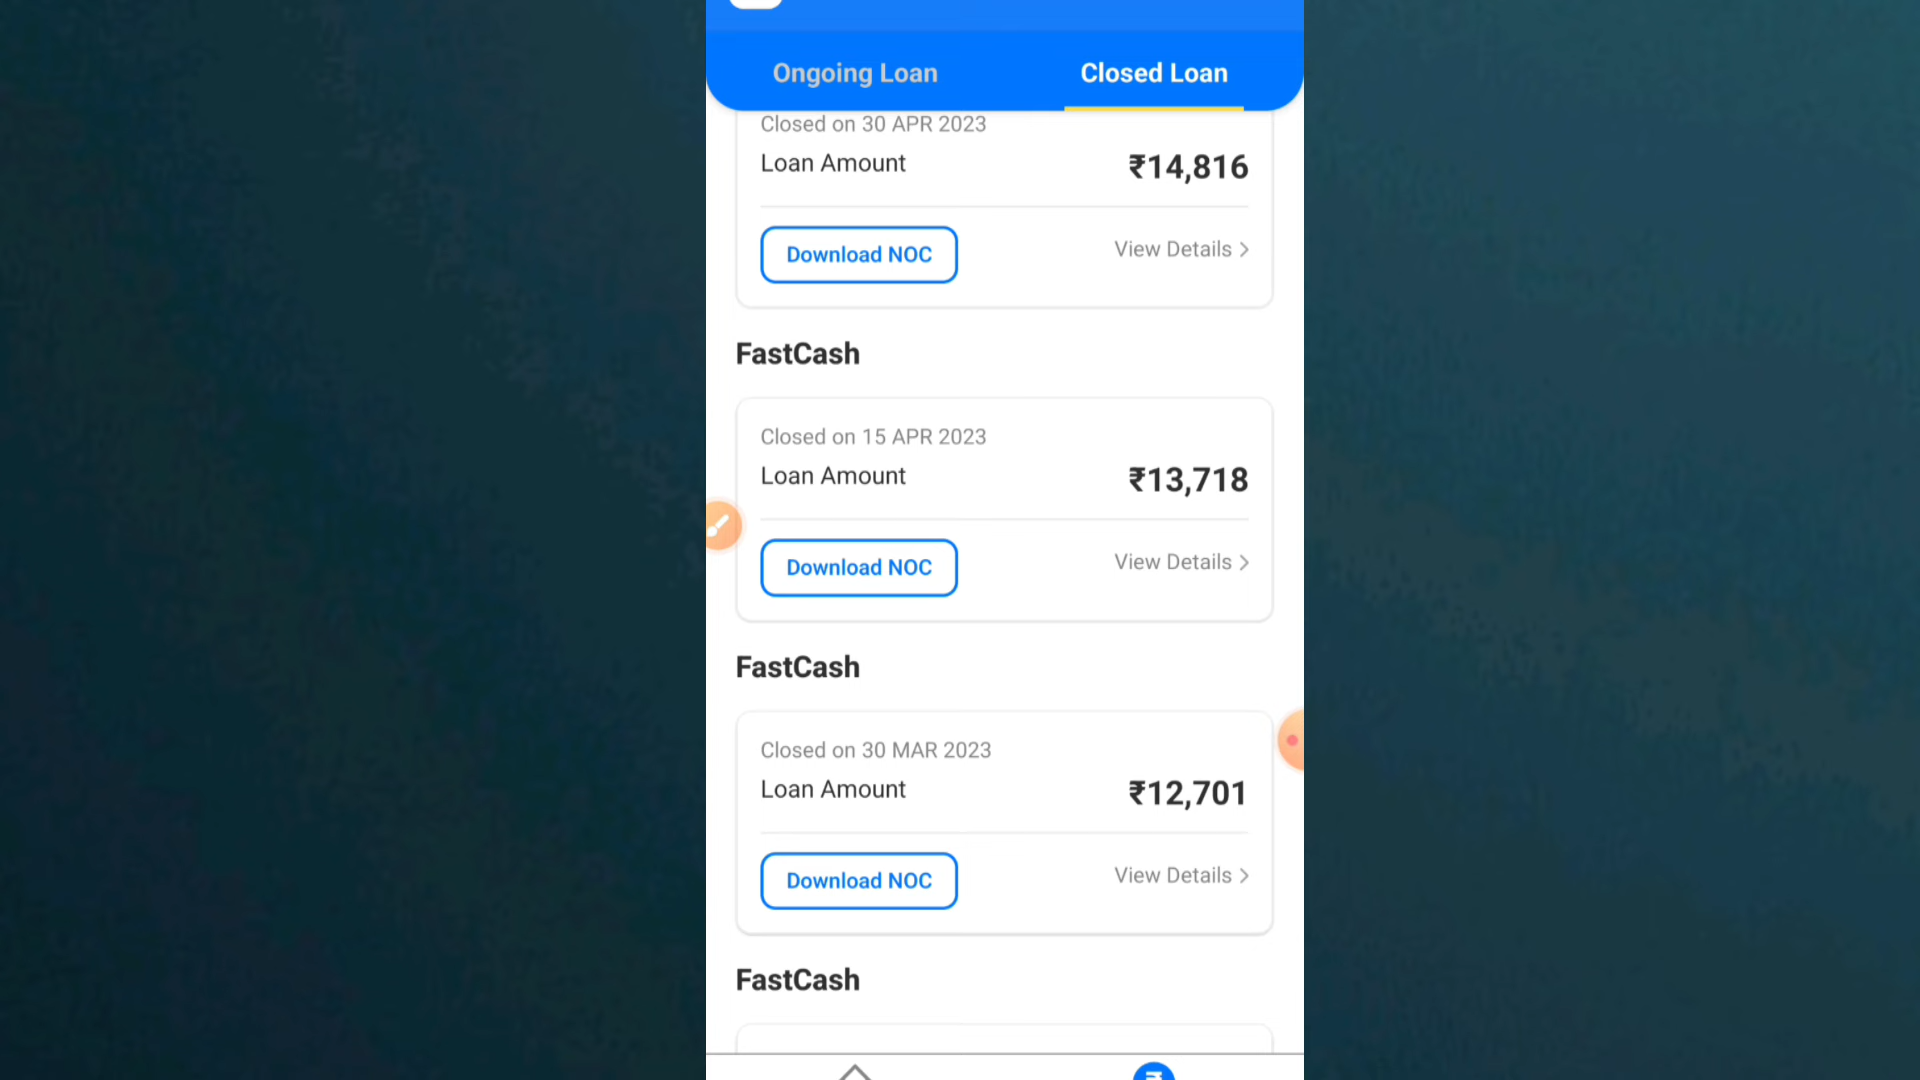 Ongoing Loan
Closed Loan
Closed on 30 APR 2023
Loan Amount
₹14,816
Download NOC
View Details
FastCash
Closed on 15 APR 2023
Loan Amount
₹13,718
Download NOC
View Details
FastCash
Closed on 30 MAR 2023
Loan Amount
₹12,701
Download NOC
View Details
FastCash